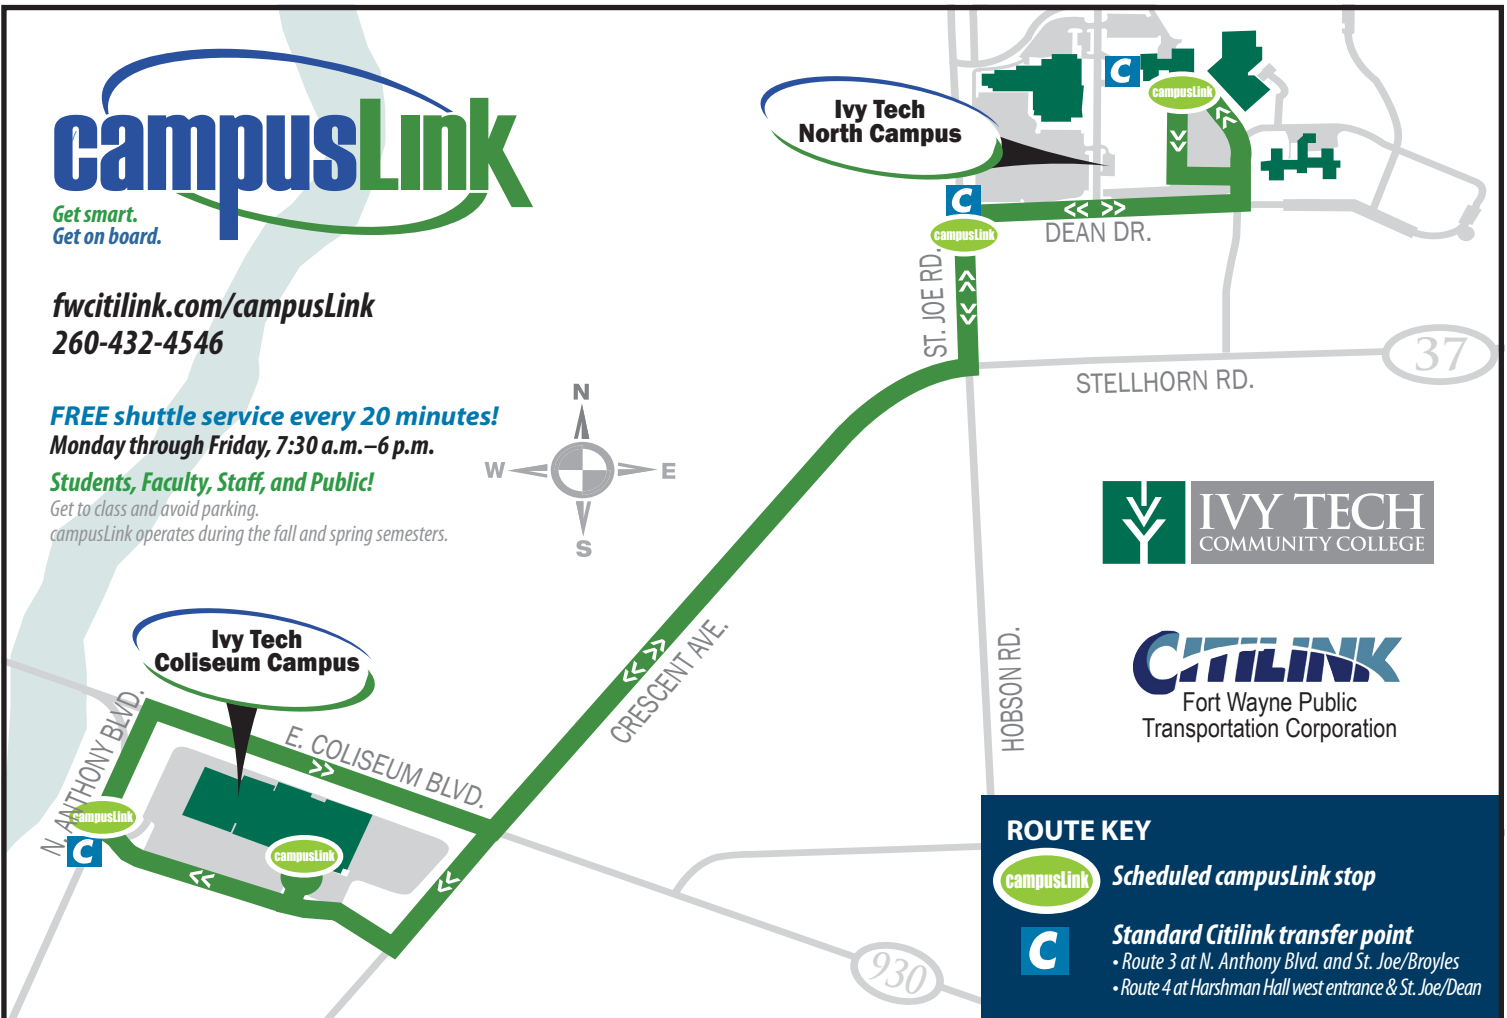 campusLink
Get smart.
Get on board.
fwcitilink.com/campusLink
260-432-4546
FREE shuttle service every 20 minutes!
Monday through Friday, 7:30 a.m.–6 p.m.
Students, Faculty, Staff, and Public!
Get to class and avoid parking.
campusLink operates during the fall and spring semesters.
N
W
E
S
Ivy Tech
North Campus
C
campusLink
C
campusLink
DEAN DR.
ST. JOE RD.
STELLHORN RD.
37
IVY TECH
COMMUNITY COLLEGE
CITILINK
Fort Wayne Public
Transportation Corporation
HOBSON RD.
CRESCENT AVE.
Ivy Tech
Coliseum Campus
N. ANTHONY BLVD.
E. COLISEUM BLVD.
campusLink
C
campusLink
930
ROUTE KEY
campusLink
Scheduled campusLink stop
C
Standard Citilink transfer point
• Route 3 at N. Anthony Blvd. and St. Joe/Broyles
• Route 4 at Harshman Hall west entrance & St. Joe/Dean